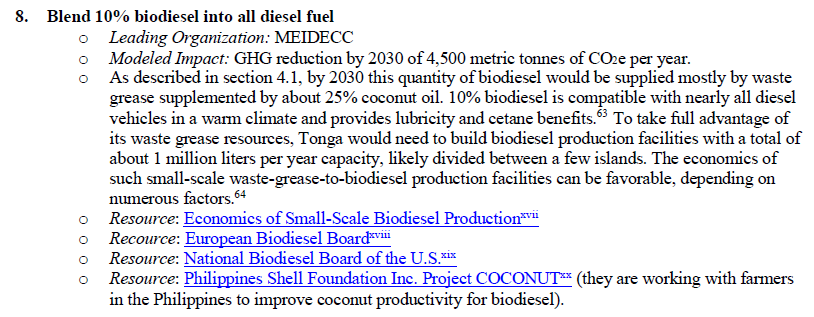 8. Blend 10% biodiesel into all diesel fuel
o Leading Organization: MEIDECC
o Modeled Impact: GHG reduction by 2030 of 4,500 metric tonnes of CO2e per year.
o As described in section 4.1, by 2030 this quantity of biodiesel would be supplied mostly by waste
grease supplemented by about 25% coconut oil. 10% biodiesel is compatible with nearly all diesel
vehicles in a warm climate and provides lubricity and cetane benefits.63 To take full advantage of
its waste grease resources, Tonga would need to build biodiesel production facilities with a total of
about 1 million liters per year capacity, likely divided between a few islands. The economics of
such small-scale waste-grease-to-biodiesel production facilities can be favorable, depending on
numerous factors.64
o Resource: Economics of Small-Scale Biodiesel Productionxvii
o Recource: European Biodiesel Boardxviii
o Resource: National Biodiesel Board of the U.S.xix
o Resource: Philippines Shell Foundation Inc. Project COCONUTxx (they are working with farmers
in the Philippines to improve coconut productivity for biodiesel).